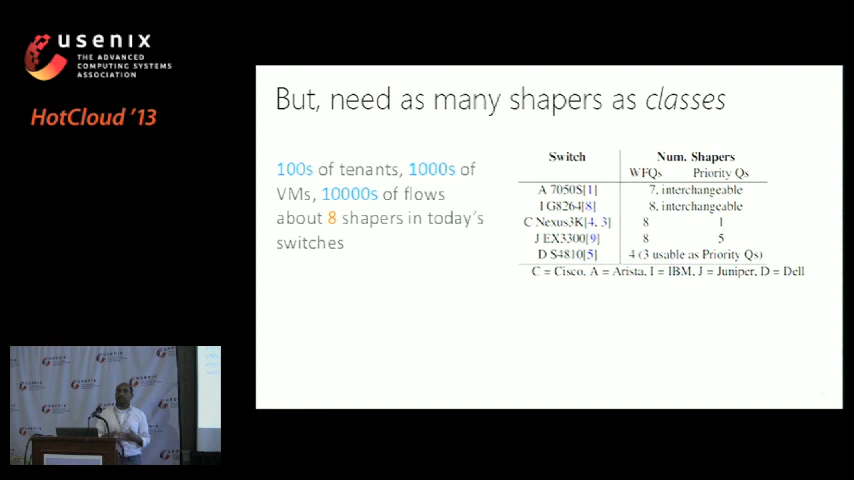 usenix
THE ADVANCED
COMPUTING SYSTEMS
ASSOCIATION
HotCloud '13
But, need as many shapers as classes
100s of tenants, 1000s of
VMs, 10000s of flows
about 8 shapers in today's
switches
Switch Num. Shapers
WFQs Priority Qs
A 7050S[1] 7, interchangeable
I G8264[8] 8, interchangeable
C Nexus3K[4, 3] 8 1
J EX3300[9] 8 5
D S4810[5] 4 (3 usable as Priority Qs)
C = Cisco, A = Arista, I = IBM, J = Juniper, D = Dell